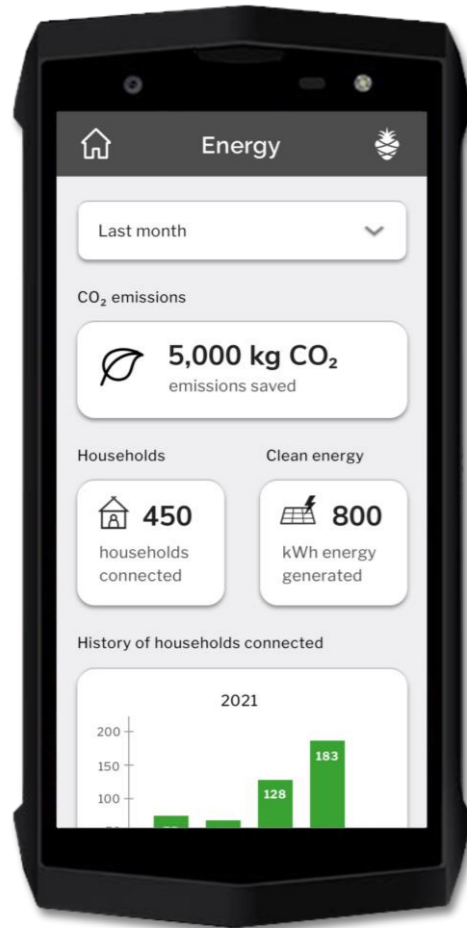 Energy
Last month
CO₂ emissions
5,000 kg CO₂
emissions saved
Households
Clean energy
450
households
connected
800
kWh energy
generated
History of households connected
2021
200
150
100
128
183